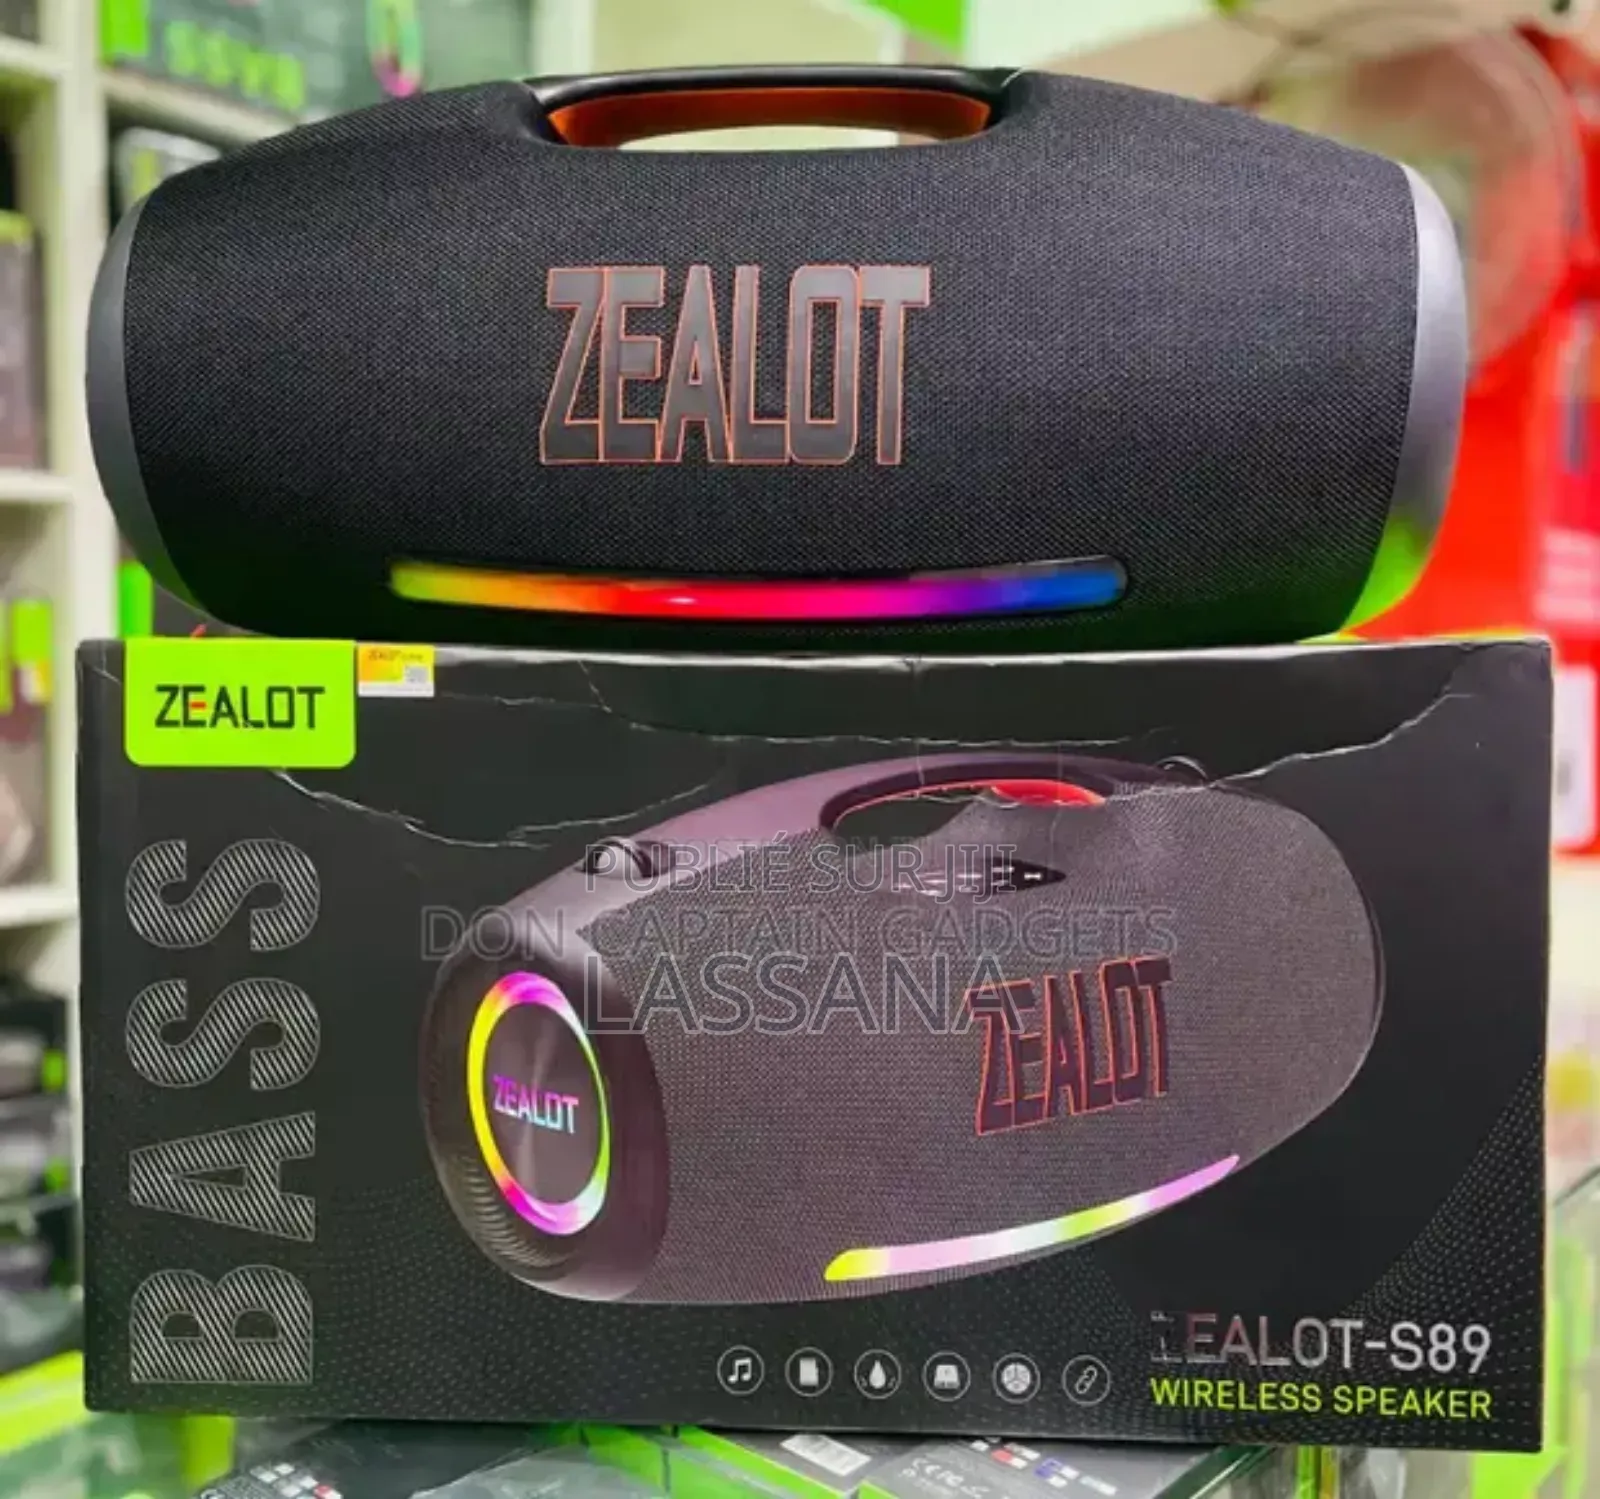 ZEALOT
ZEALOT
BASS
PUBLIÉ SUR JIJI
DON CAPTAIN GADGETS
LASSANA
ZEALOT
ZEALOT
ZEALOT-S89
WIRELESS SPEAKER